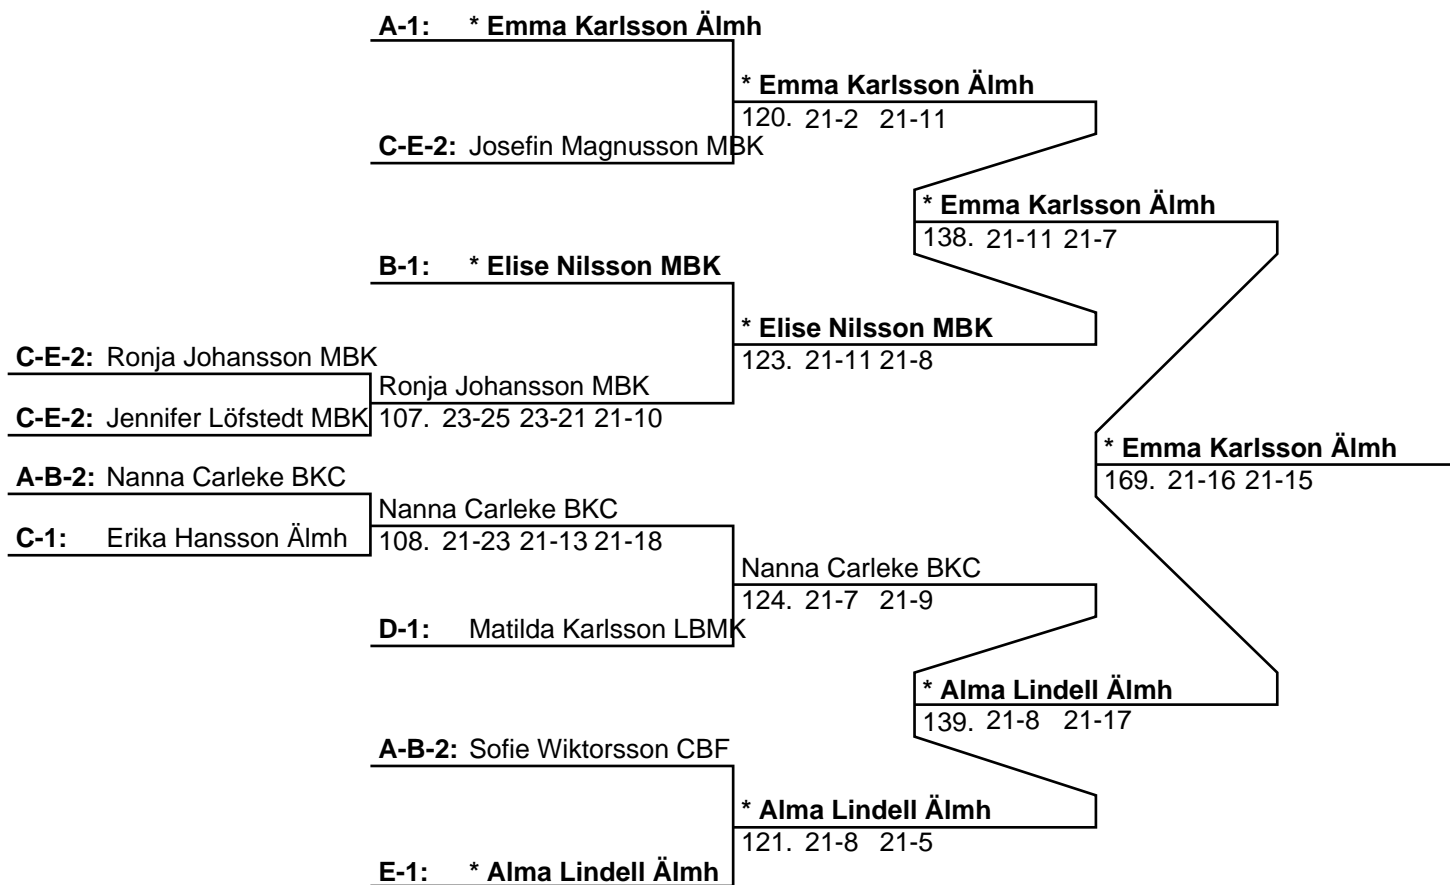 A-1: * Emma Karlsson Älmh
* Emma Karlsson Älmh
120. 21-2 21-11
C-E-2: Josefin Magnusson MBK
* Emma Karlsson Älmh
138. 21-11 21-7
B-1: * Elise Nilsson MBK
* Elise Nilsson MBK
123. 21-11 21-8
C-E-2: Ronja Johansson MBK
Ronja Johansson MBK
C-E-2: Jennifer Löfstedt MBK
107. 23-25 23-21 21-10
* Emma Karlsson Älmh
169. 21-16 21-15
A-B-2: Nanna Carleke BKC
Nanna Carleke BKC
C-1: Erika Hansson Älmh
108. 21-23 21-13 21-18
Nanna Carleke BKC
124. 21-7 21-9
D-1: Matilda Karlsson LBMK
* Alma Lindell Älmh
139. 21-8 21-17
A-B-2: Sofie Wiktorsson CBF
* Alma Lindell Älmh
121. 21-8 21-5
E-1: * Alma Lindell Älmh